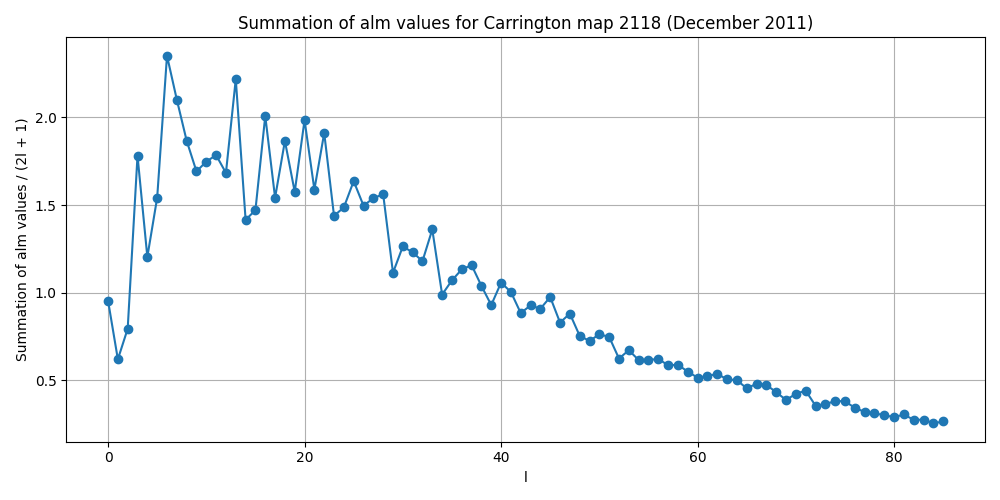 Summation of alm values for Carrington map 2118 (December 2011)
Summation of alm values / (2l + 1)
2.0
1.5
1.0
0.5
0 20 40 60 80
l